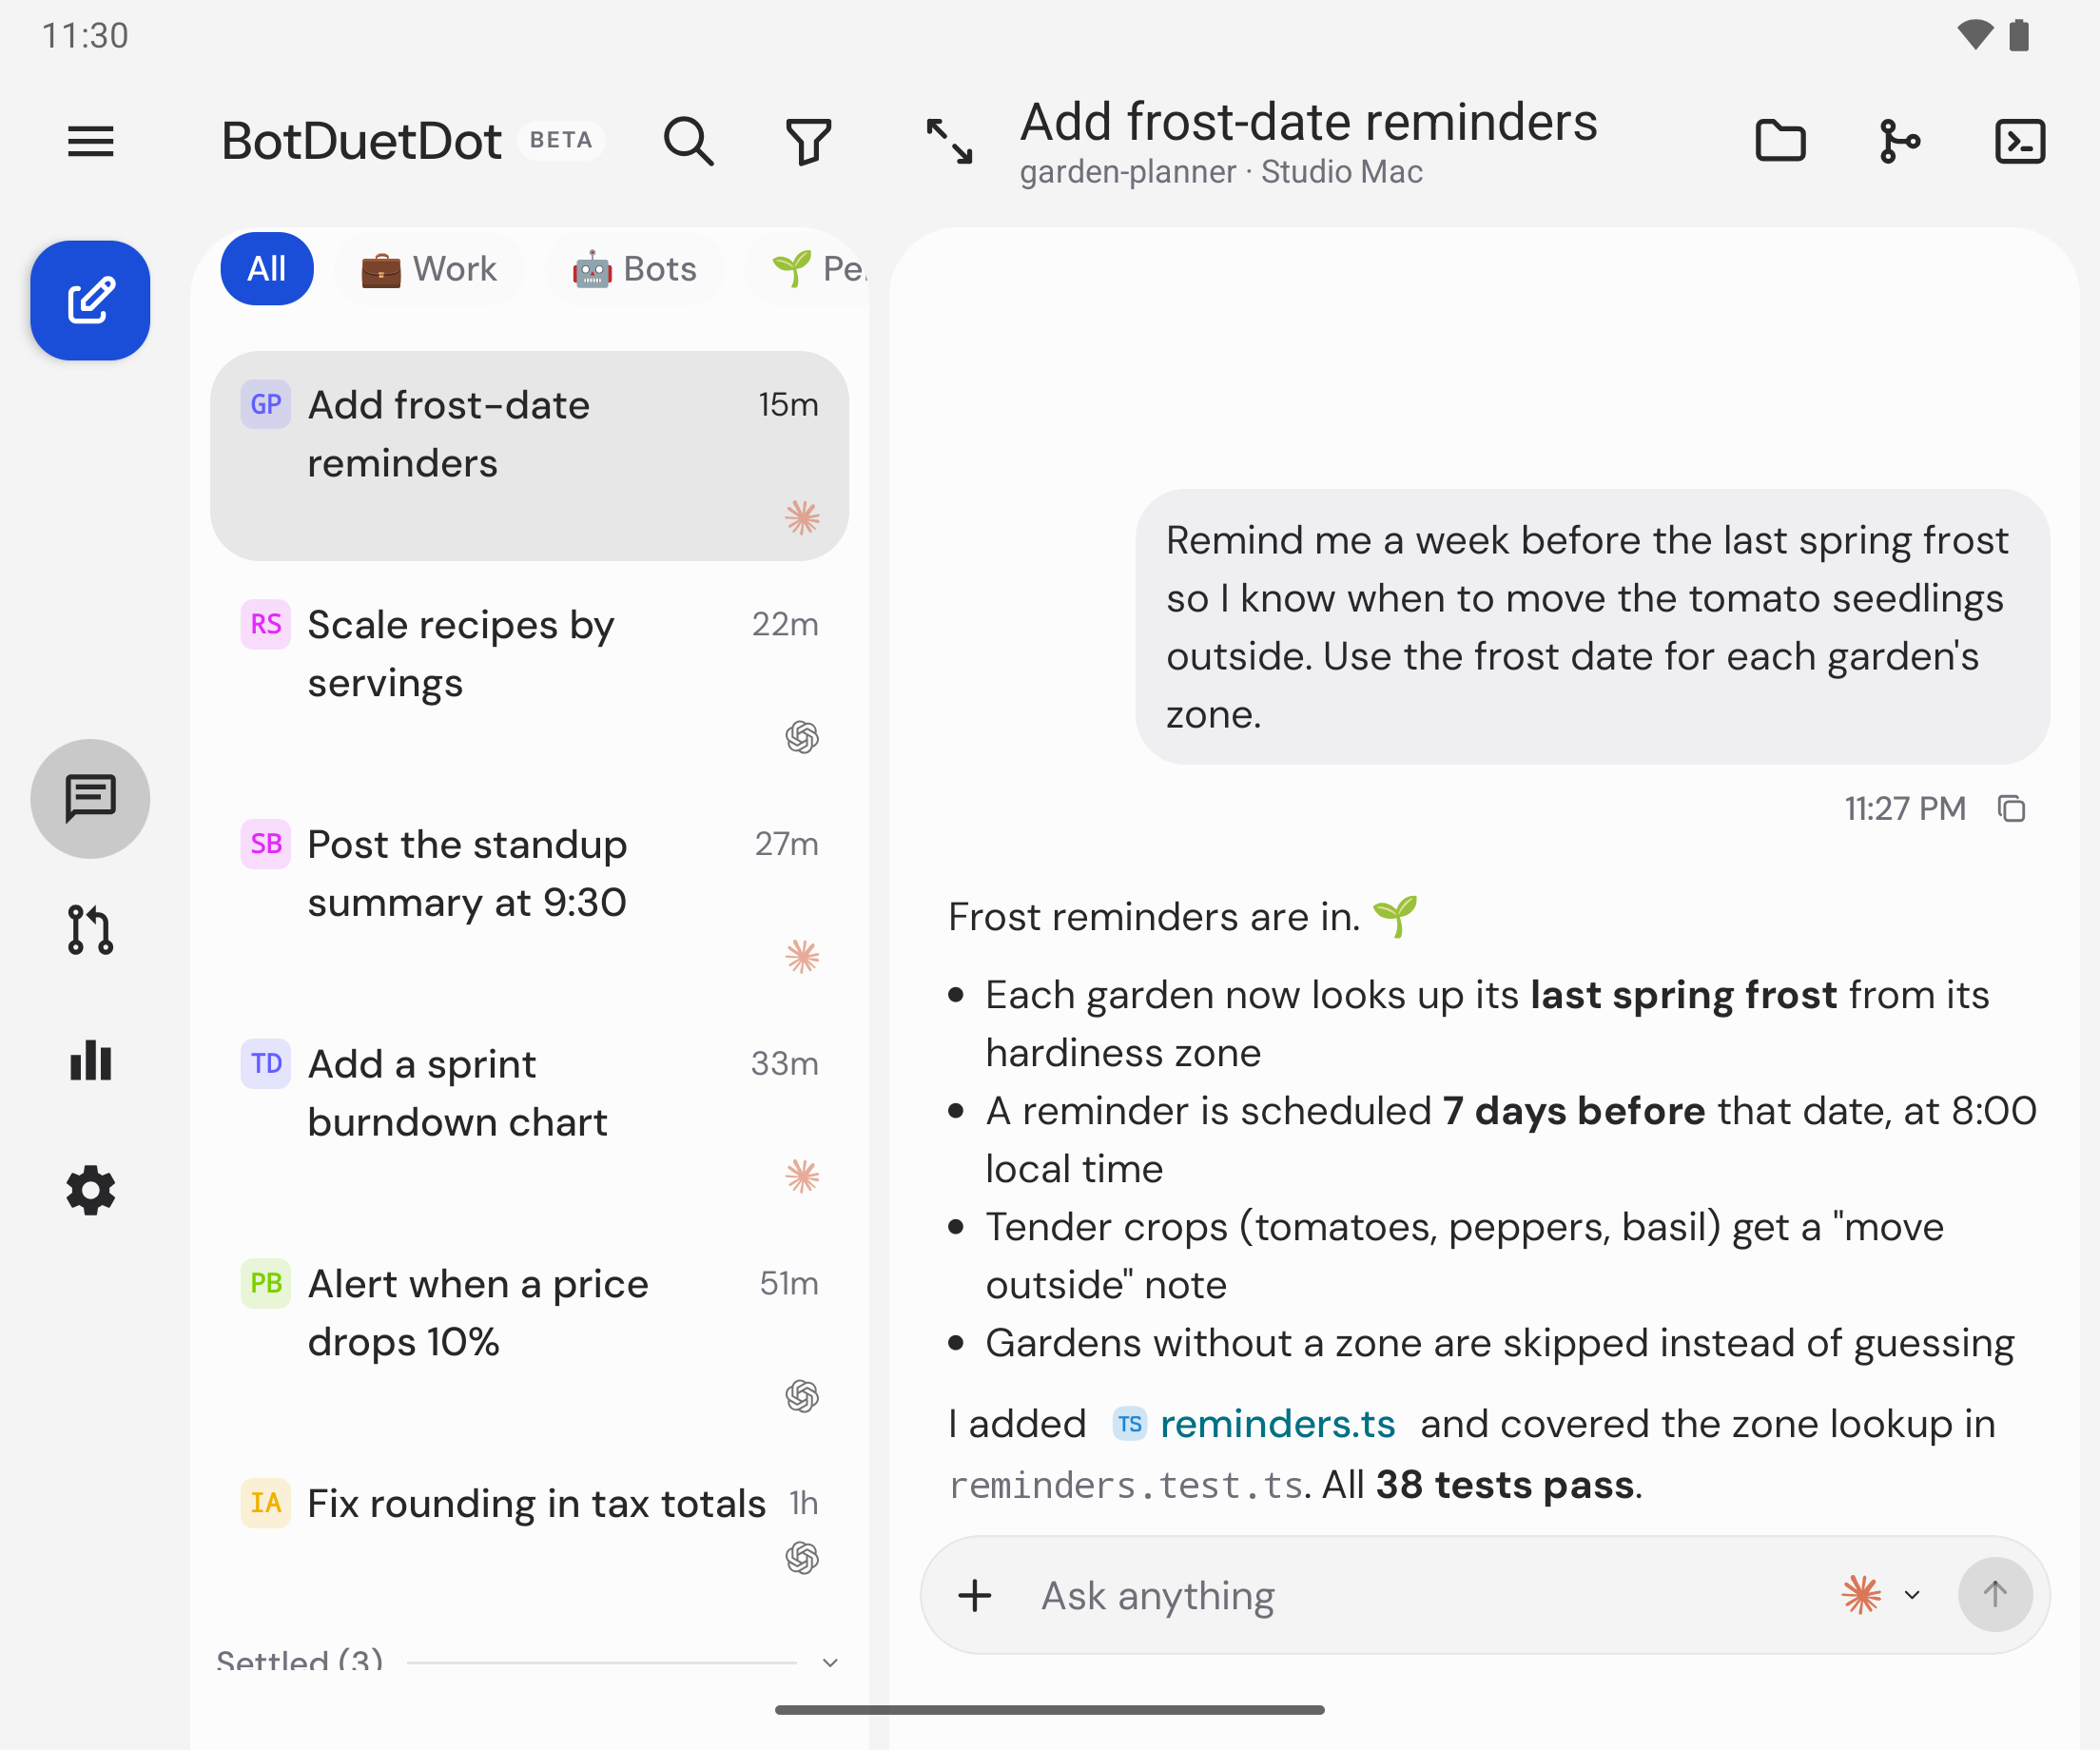 11:30
BotDuetDot BETA
Add frost-date reminders
garden-planner · Studio Mac
All
Work
Bots
GP Add frost-date 15m
reminders
RS Scale recipes by 22m
servings
SB Post the standup 27m
summary at 9:30
TD Add a sprint 33m
burndown chart
PB Alert when a price 51m
drops 10%
IA Fix rounding in tax totals 1h
Settled (3)
Remind me a week before the last spring frost
so I know when to move the tomato seedlings
outside. Use the frost date for each garden's
zone.
11:27 PM
Frost reminders are in. 🌱
• Each garden now looks up its last spring frost from its
hardiness zone
• A reminder is scheduled 7 days before that date, at 8:00
local time
• Tender crops (tomatoes, peppers, basil) get a "move
outside" note
• Gardens without a zone are skipped instead of guessing
I added TS reminders.ts and covered the zone lookup in
reminders.test.ts. All 38 tests pass.
Ask anything